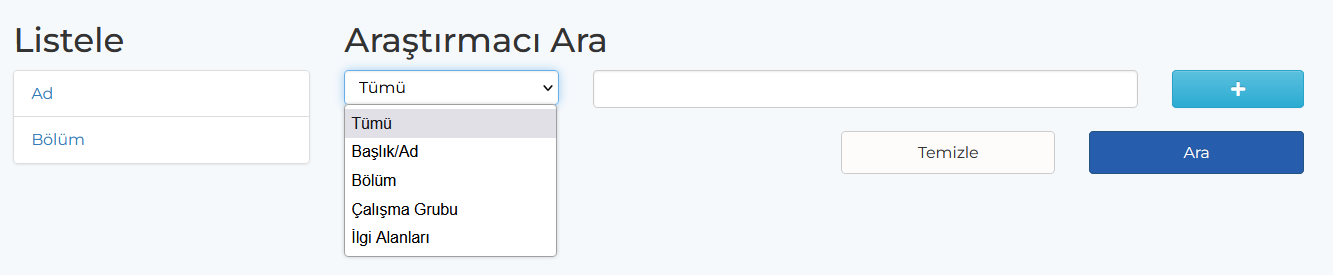 Listele
Ad
Bölüm
Araştırmacı Ara
Tümü
Tümü
Başlık/Ad
Bölüm
Çalışma Grubu
İlgi Alanları
+
Temizle
Ara